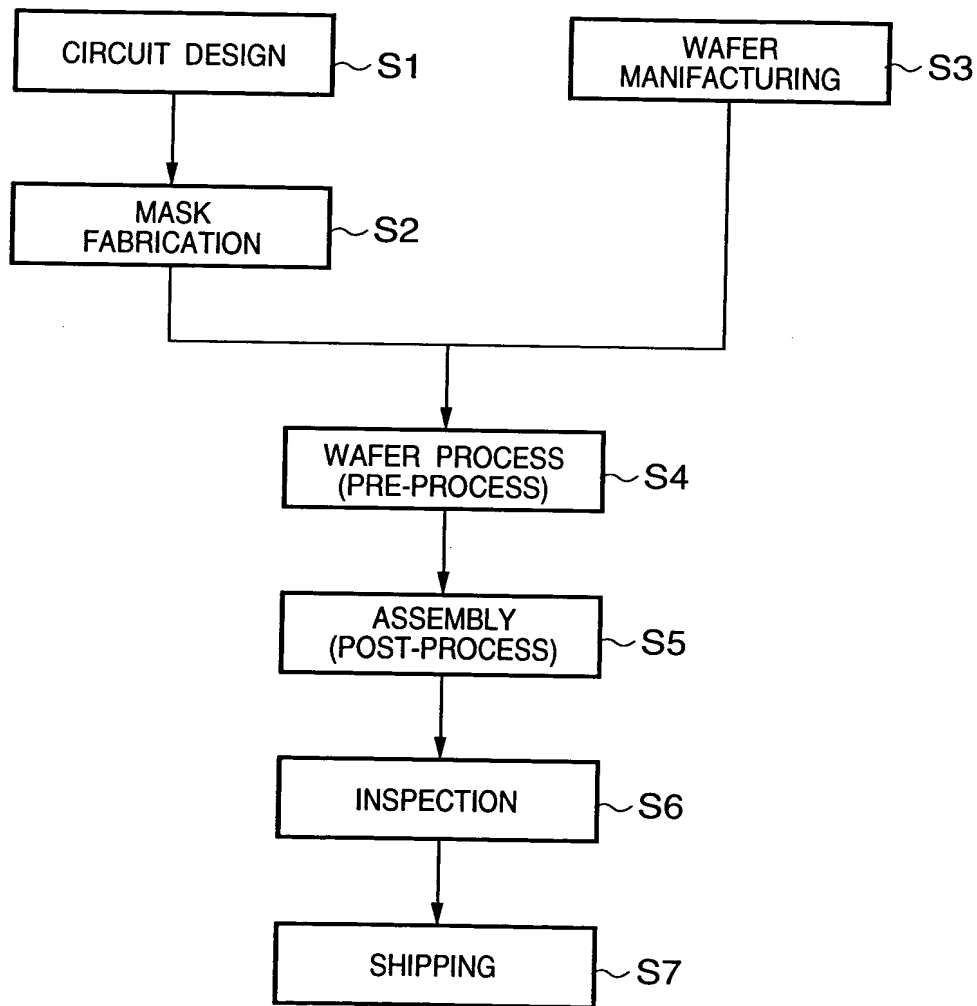 CIRCUIT DESIGN
S1
WAFER
MANIFACTURING
S3
MASK
FABRICATION
S2
WAFER PROCESS
(PRE-PROCESS)
S4
ASSEMBLY
(POST-PROCESS)
S5
INSPECTION
S6
SHIPPING
S7